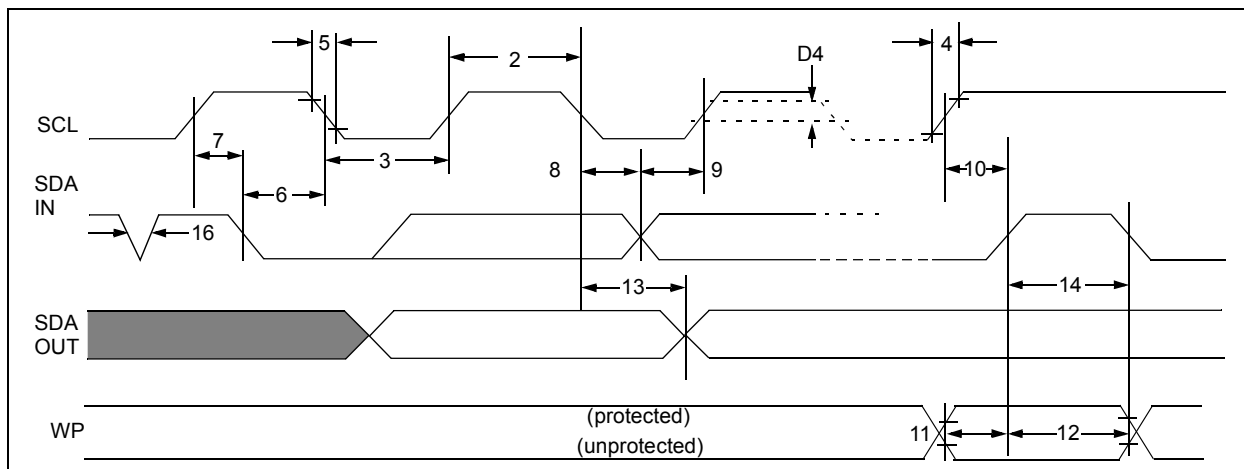 5
2
D4
4
SCL
7
3
8
9
10
SDA
IN
6
16
13
14
SDA
OUT
WP
(protected)
(unprotected)
11
12